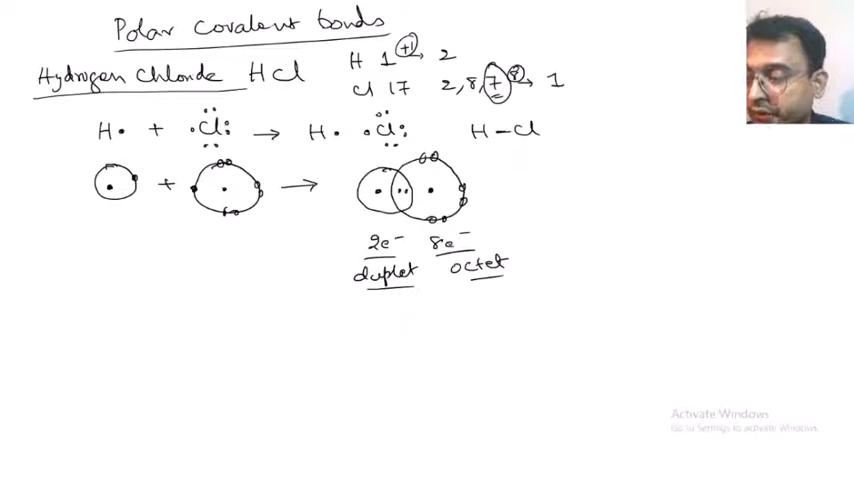 Polar Covalent bonds
Hydrogen Chloride HCl
H 1 +1 → 2
Cl 17 2,8,7 8 → 1
H• + •Cl: → H• •Cl: H–Cl
+ →
2e⁻ 8e⁻
duplet octet
Activate Windows
Go to Settings to activate Windows.